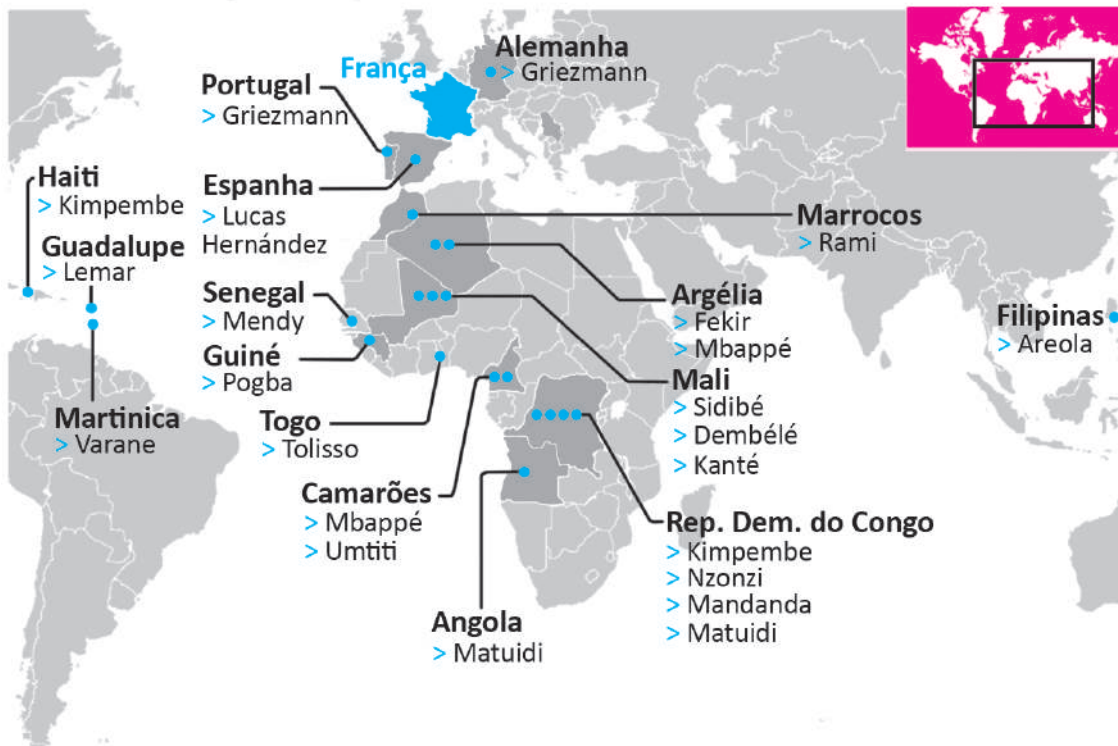 França
Alemanha
> Griezmann
Portugal
> Griezmann
Haiti
> Kimpembe
Espanha
> Lucas
Hernández
Marrocos
> Rami
Guadalupe
> Lemar
Senegal
> Mendy
Argélia
> Fekir
> Mbappé
Filipinas
> Areola
Guiné
> Pogba
Mali
> Sidibé
> Dembélé
> Kanté
Martinica
> Varane
Togo
> Tolisso
Camarões
> Mbappé
> Umtiti
Rep. Dem. do Congo
> Kimpembe
> Nzonzi
> Mandanda
> Matuidi
Angola
> Matuidi